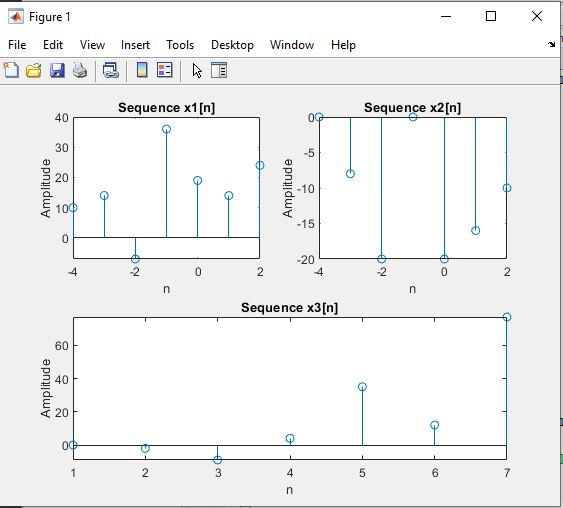 Figure 1
File Edit View Insert Tools Desktop Window Help
Sequence x1[n]
40
30
20
10
0
Amplitude
-4 -2 0 2
n
Sequence x2[n]
0
-5
-10
-15
-20
Amplitude
-4 -2 0 2
n
Sequence x3[n]
60
40
20
0
Amplitude
1 2 3 4 5 6 7
n